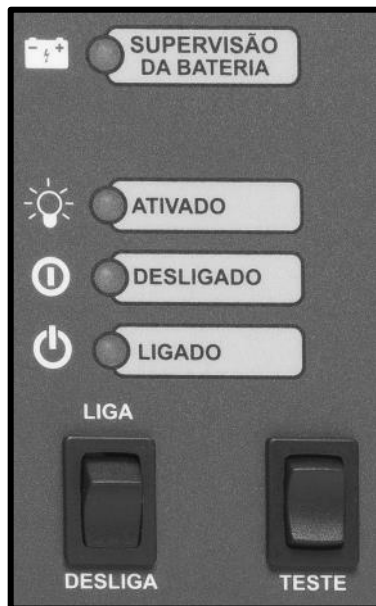 SUPERVISÃO
DA BATERIA
ATIVADO
DESLIGADO
LIGADO
LIGA
DESLIGA
TESTE